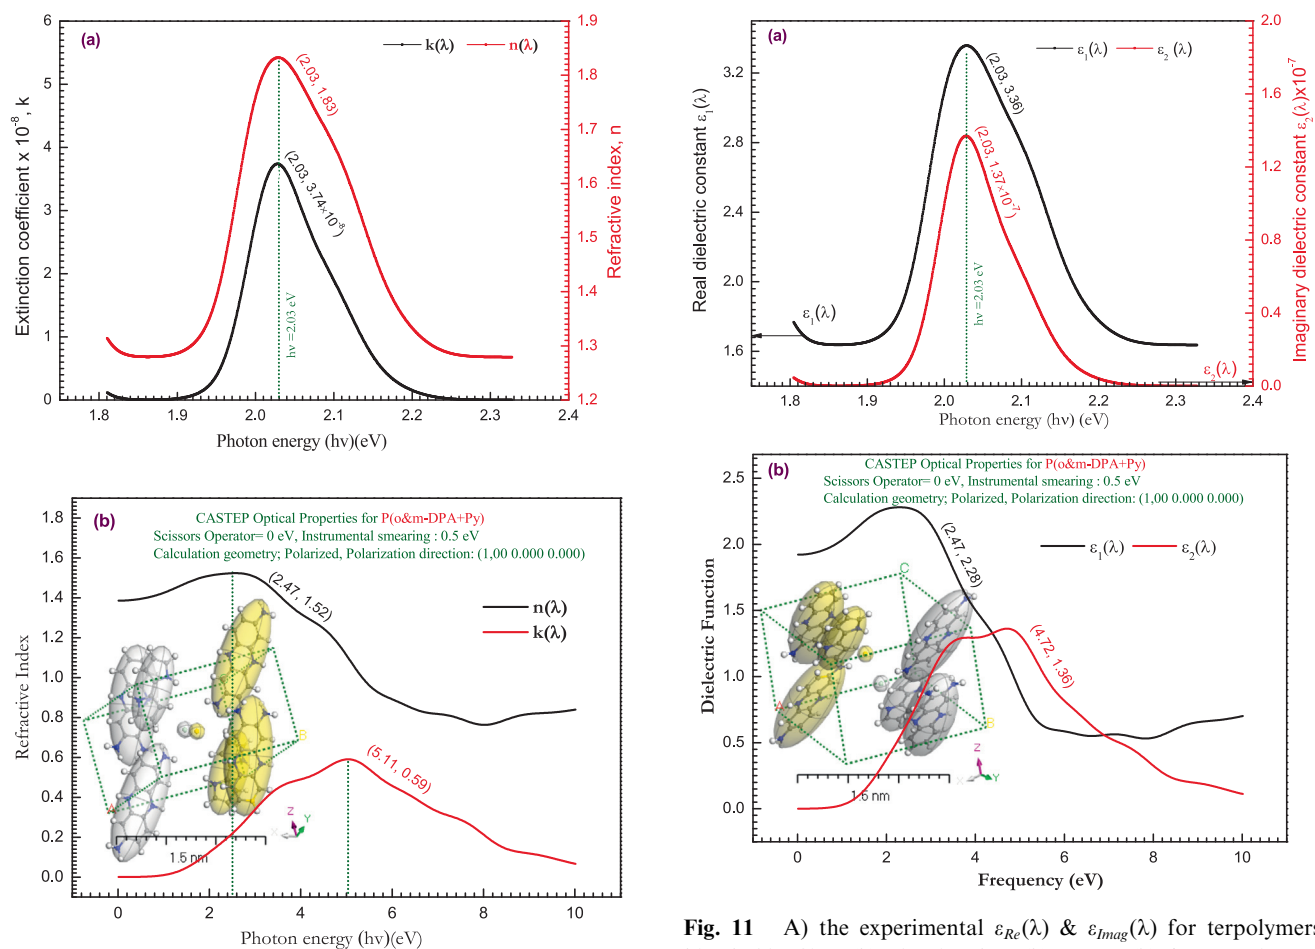 (a)
k(λ) n(λ)
Extinction coefficient x 10⁻⁸, k
6
5
4
3
2
1
0
1.9
1.8
1.7
1.6
1.5
1.4
1.3
1.2
Refractive index, n
(2.03, 1.83)
(2.03, 3.74×10⁻⁸)
hν =2.03 eV
1.8 1.9 2.0 2.1 2.2 2.3 2.4
Photon energy (hν)(eV)
(a)
ε₁(λ) ε₂ (λ)
Real dielectric constant ε₁(λ)
3.2
2.8
2.4
2.0
1.6
2.0
1.6
1.2
0.8
0.4
0.0
Imaginary dielectric constant ε₂(λ)x10⁻⁷
(2.03, 3.36)
(2.03, 1.37×10⁻⁷)
hν =2.03 eV
ε₁(λ)
ε₂(λ)
1.8 1.9 2.0 2.1 2.2 2.3 2.4
Photon energy (hν) (eV)
(b)
CASTEP Optical Properties for P(o&m-DPA+Py)
Scissors Operator= 0 eV, Instrumental smearing : 0.5 eV
Calculation geometry; Polarized, Polarization direction: (1,00 0.000 0.000)
Refractive Index
1.8
1.6
1.4
1.2
1.0
0.8
0.6
0.4
0.2
0.0
(2.47, 1.52)
n(λ)
k(λ)
(5.11, 0.59)
A
B
X
Z
Y
1.5 nm
0 2 4 6 8 10
Photon energy (hν)(eV)
(b)
CASTEP Optical Properties for P(o&m-DPA+Py)
Scissors Operator= 0 eV, Instrumental smearing : 0.5 eV
Calculation geometry; Polarized, Polarization direction: (1,00 0.000 0.000)
Dielectric Function
2.5
2.0
1.5
1.0
0.5
0.0
ε₁(λ) ε₂(λ)
(2.47, 2.28)
(4.72, 1.36)
C
A
B
X
Z
Y
1.5 nm
0 2 4 6 8 10
Frequency (eV)
Fig. 11 A) the experimental εRe(λ) & εImag(λ) for terpolymers